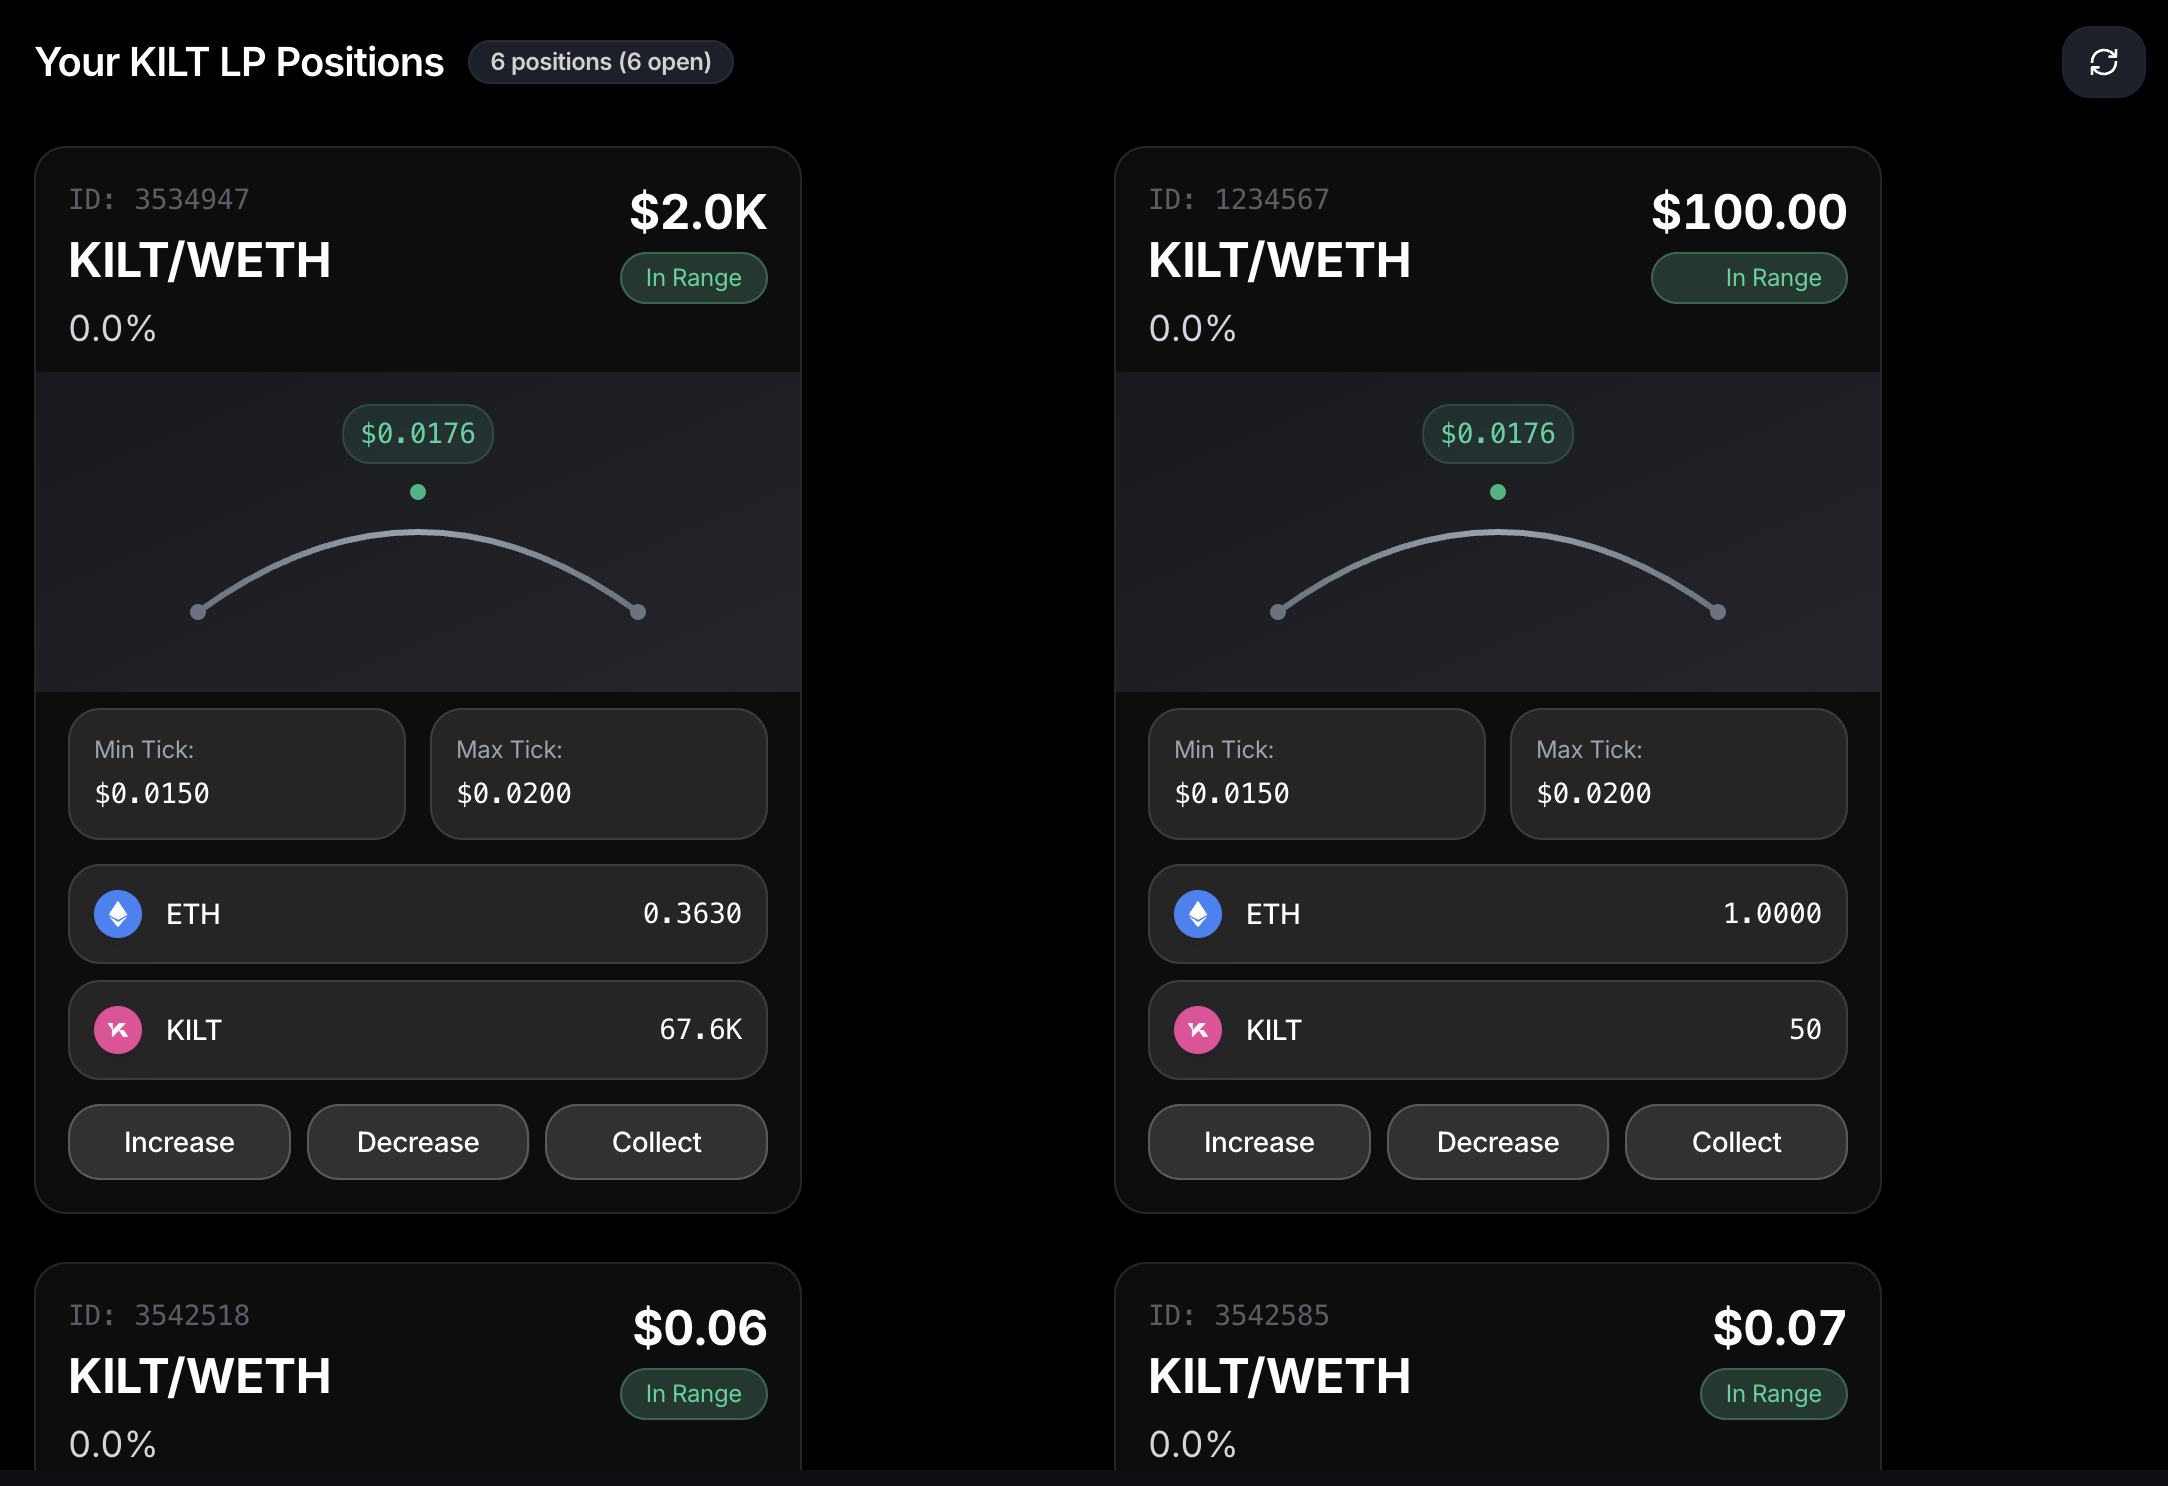 Your KILT LP Positions
6 positions (6 open)
ID: 3534947
$2.0K
KILT/WETH
In Range
0.0%
$0.0176
Min Tick:
$0.0150
Max Tick:
$0.0200
ETH
0.3630
KILT
67.6K
Increase
Decrease
Collect
ID: 1234567
$100.00
KILT/WETH
In Range
0.0%
$0.0176
Min Tick:
$0.0150
Max Tick:
$0.0200
ETH
1.0000
KILT
50
Increase
Decrease
Collect
ID: 3542518
$0.06
KILT/WETH
In Range
0.0%
ID: 3542585
$0.07
KILT/WETH
In Range
0.0%